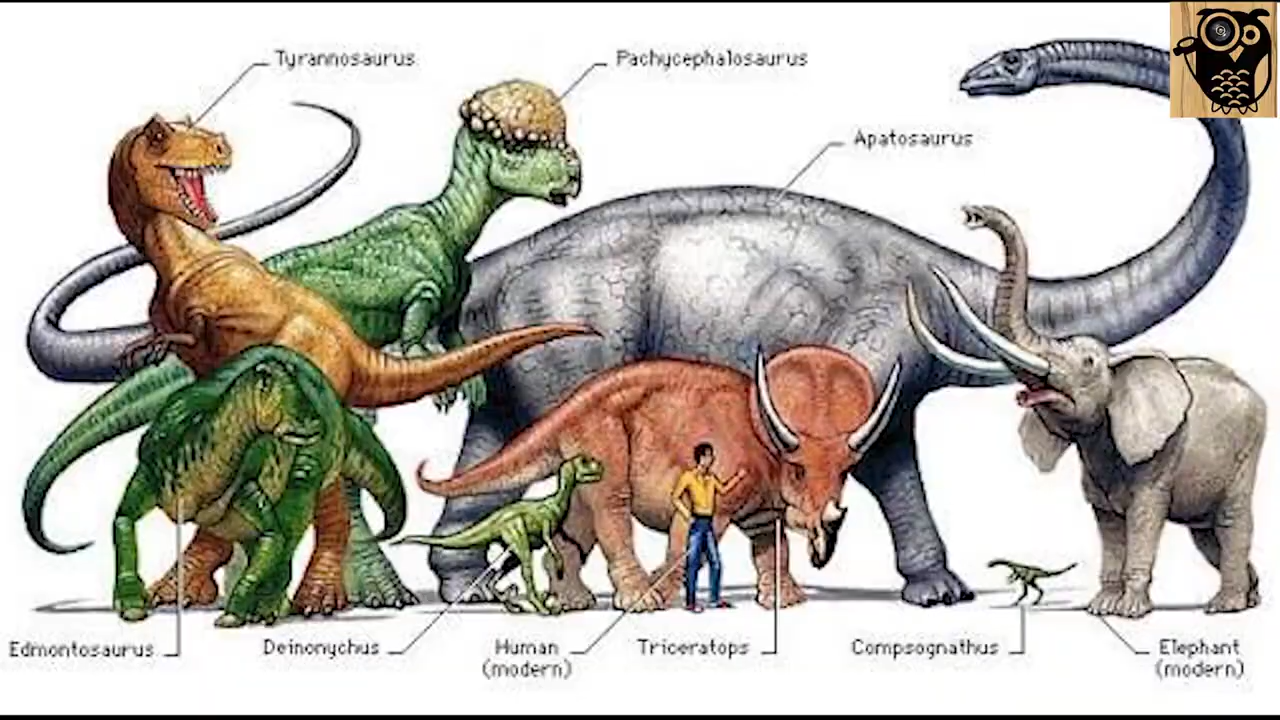 Tyrannosaurus
Pachycephalosaurus
Apatosaurus
Edmontosaurus
Deinonychus
Human
(modern)
Triceratops
Compsognathus
Elephant
(modern)